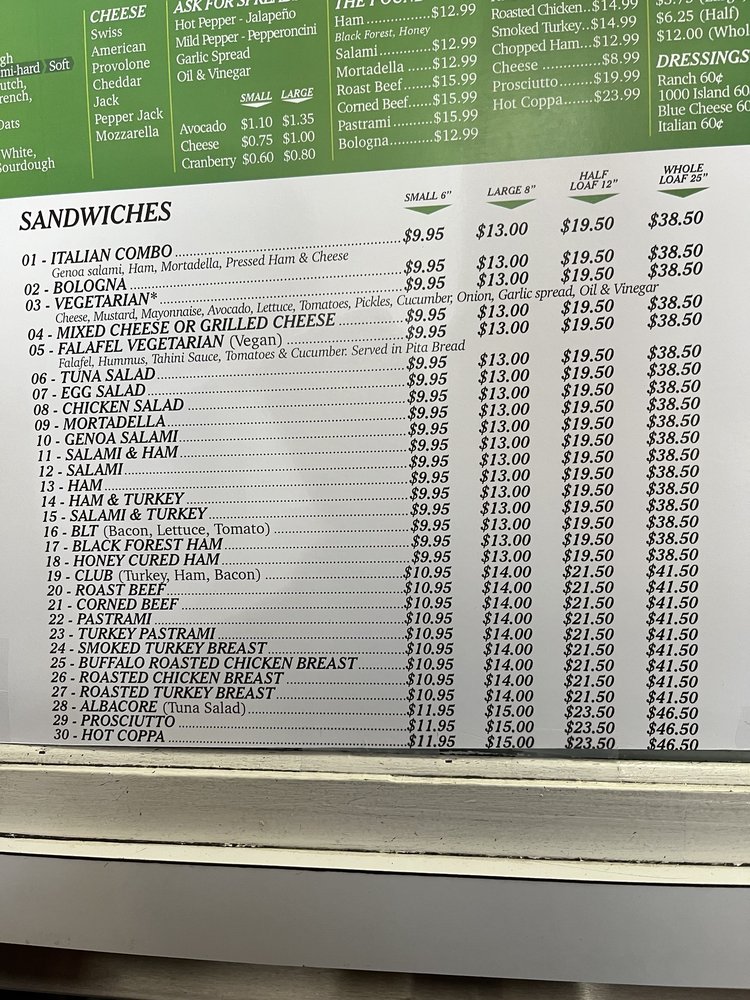 mi-hard Soft
utch,
rench,
Oats
White,
Sourdough
CHEESE
Swiss
American
Provolone
Cheddar
Jack
Pepper Jack
Mozzarella
Hot Pepper - Jalapeño
Mild Pepper - Pepperoncini
Garlic Spread
Oil & Vinegar
SMALL LARGE
Avocado $1.10 $1.35
Cheese $0.75 $1.00
Cranberry $0.60 $0.80
Ham $12.99
Black Forest, Honey
Salami $12.99
Mortadella $12.99
Roast Beef $15.99
Corned Beef $15.99
Pastrami $15.99
Bologna $12.99
Roasted Chicken $14.99
Smoked Turkey $14.99
Chopped Ham $12.99
Cheese $8.99
Prosciutto $19.99
Hot Coppa $23.99
$6.25 (Half)
$12.00 (Whol
DRESSINGS
Ranch 60¢
1000 Island 60
Blue Cheese 60
Italian 60¢
SANDWICHES
SMALL 6" LARGE 8" HALF LOAF 12" WHOLE LOAF 25"
01 - ITALIAN COMBO $9.95 $13.00 $19.50 $38.50
Genoa salami, Ham, Mortadella, Pressed Ham & Cheese
02 - BOLOGNA $9.95 $13.00 $19.50 $38.50
03 - VEGETARIAN* $9.95 $13.00 $19.50 $38.50
Cheese, Mustard, Mayonnaise, Avocado, Lettuce, Tomatoes, Pickles, Cucumber, Onion, Garlic spread, Oil & Vinegar
04 - MIXED CHEESE OR GRILLED CHEESE $9.95 $13.00 $19.50 $38.50
05 - FALAFEL VEGETARIAN (Vegan) $9.95 $13.00 $19.50 $38.50
Falafel, Hummus, Tahini Sauce, Tomatoes & Cucumber. Served in Pita Bread
06 - TUNA SALAD $9.95 $13.00 $19.50 $38.50
07 - EGG SALAD $9.95 $13.00 $19.50 $38.50
08 - CHICKEN SALAD $9.95 $13.00 $19.50 $38.50
09 - MORTADELLA $9.95 $13.00 $19.50 $38.50
10 - GENOA SALAMI $9.95 $13.00 $19.50 $38.50
11 - SALAMI & HAM $9.95 $13.00 $19.50 $38.50
12 - SALAMI $9.95 $13.00 $19.50 $38.50
13 - HAM $9.95 $13.00 $19.50 $38.50
14 - HAM & TURKEY $9.95 $13.00 $19.50 $38.50
15 - SALAMI & TURKEY $9.95 $13.00 $19.50 $38.50
16 - BLT (Bacon, Lettuce, Tomato) $9.95 $13.00 $19.50 $38.50
17 - BLACK FOREST HAM $9.95 $13.00 $19.50 $38.50
18 - HONEY CURED HAM $9.95 $13.00 $19.50 $38.50
19 - CLUB (Turkey, Ham, Bacon) $10.95 $14.00 $21.50 $41.50
20 - ROAST BEEF $10.95 $14.00 $21.50 $41.50
21 - CORNED BEEF $10.95 $14.00 $21.50 $41.50
22 - PASTRAMI $10.95 $14.00 $21.50 $41.50
23 - TURKEY PASTRAMI $10.95 $14.00 $21.50 $41.50
24 - SMOKED TURKEY BREAST $10.95 $14.00 $21.50 $41.50
25 - BUFFALO ROASTED CHICKEN BREAST $10.95 $14.00 $21.50 $41.50
26 - ROASTED CHICKEN BREAST $10.95 $14.00 $21.50 $41.50
27 - ROASTED TURKEY BREAST $10.95 $14.00 $21.50 $41.50
28 - ALBACORE (Tuna Salad) $11.95 $15.00 $23.50 $46.50
29 - PROSCIUTTO $11.95 $15.00 $23.50 $46.50
30 - HOT COPPA $11.95 $15.00 $23.50 $46.50